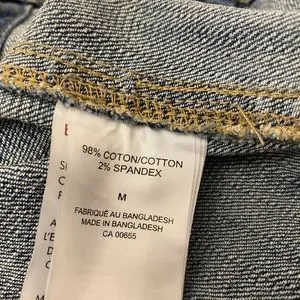 98% COTON/COTTON
2% SPANDEX
M
FABRIQUÉ AU BANGLADESH
MADE IN BANGLADESH
CA 00655